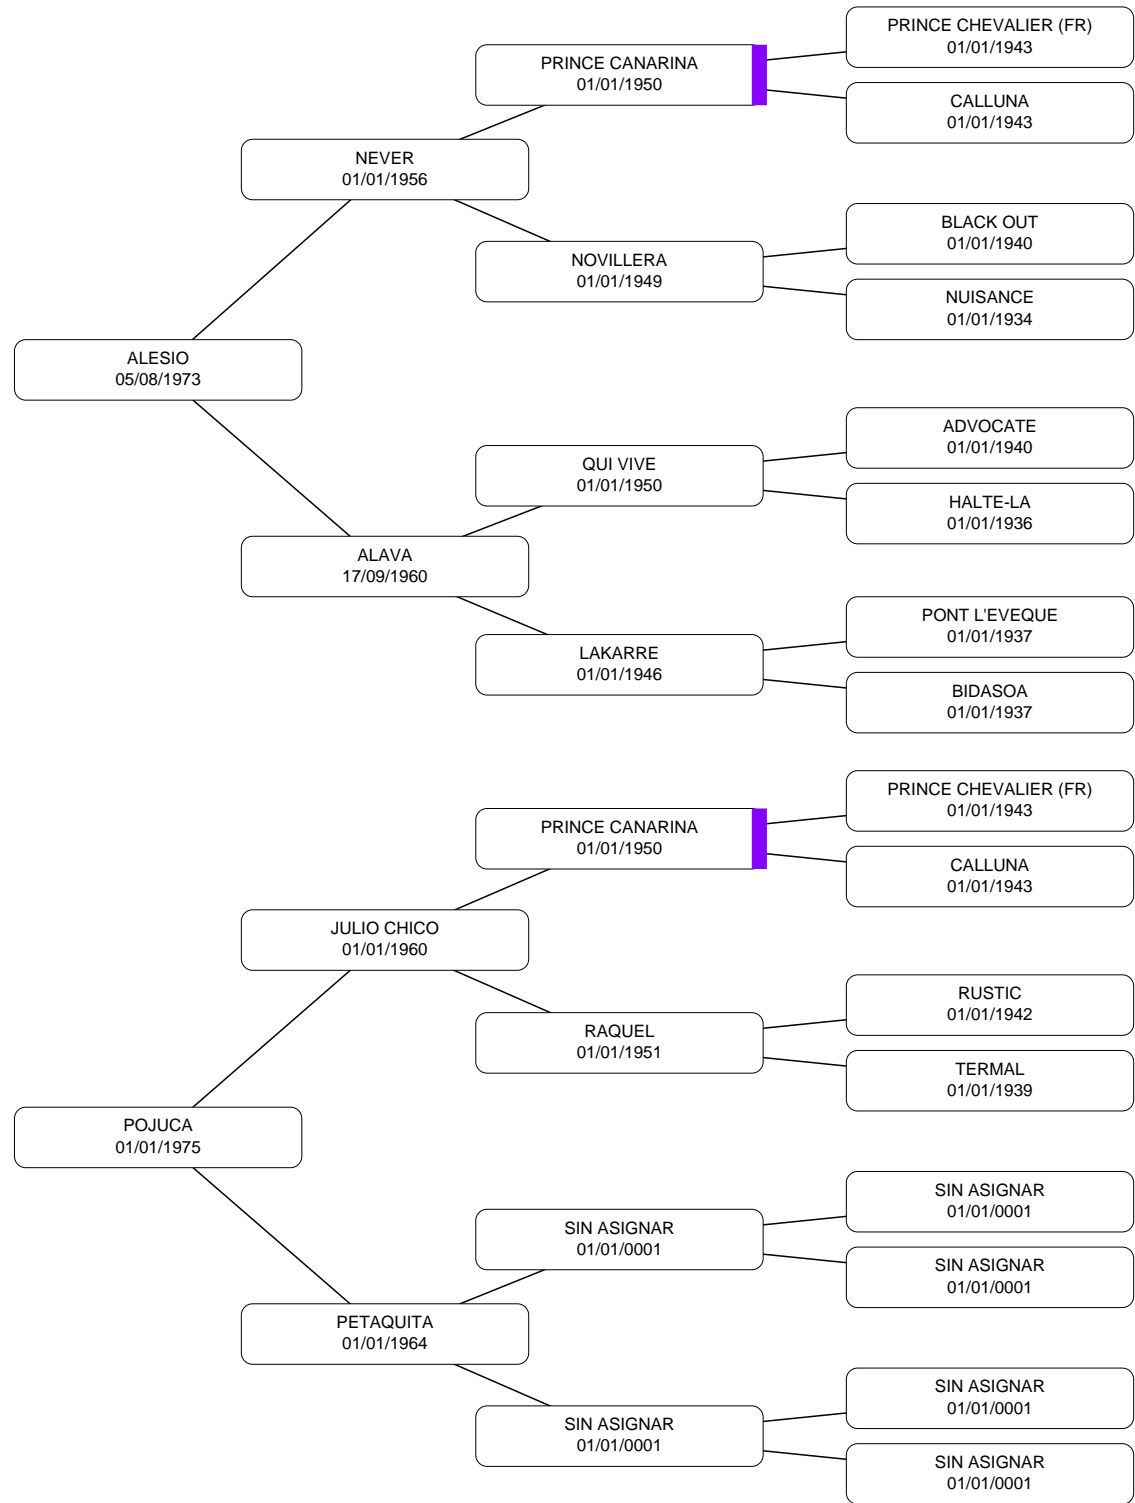 PRINCE CHEVALIER (FR)
01/01/1943
PRINCE CANARINA
01/01/1950
CALLUNA
01/01/1943
NEVER
01/01/1956
BLACK OUT
01/01/1940
NOVILLERA
01/01/1949
NUISANCE
01/01/1934
ALESIO
05/08/1973
ADVOCATE
01/01/1940
QUI VIVE
01/01/1950
HALTE-LA
01/01/1936
ALAVA
17/09/1960
PONT L'EVEQUE
01/01/1937
LAKARRE
01/01/1946
BIDASOA
01/01/1937
PRINCE CHEVALIER (FR)
01/01/1943
PRINCE CANARINA
01/01/1950
CALLUNA
01/01/1943
JULIO CHICO
01/01/1960
RUSTIC
01/01/1942
RAQUEL
01/01/1951
TERMAL
01/01/1939
POJUCA
01/01/1975
SIN ASIGNAR
01/01/0001
SIN ASIGNAR
01/01/0001
SIN ASIGNAR
01/01/0001
PETAQUITA
01/01/1964
SIN ASIGNAR
01/01/0001
SIN ASIGNAR
01/01/0001
SIN ASIGNAR
01/01/0001